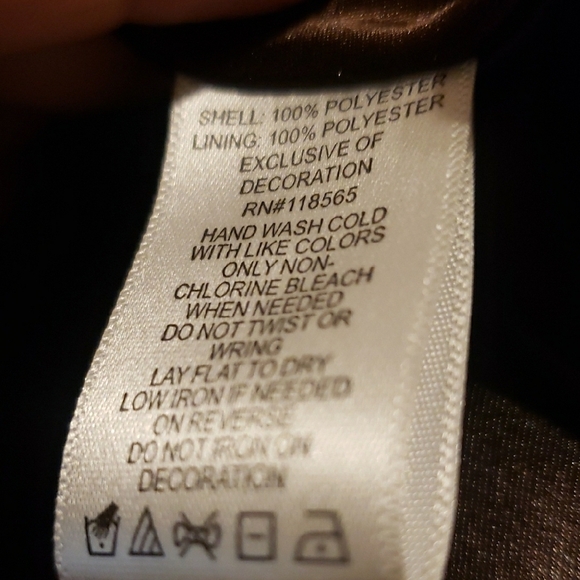 SHELL: 100% POLYESTER
LINING: 100% POLYESTER
EXCLUSIVE OF
DECORATION
RN#118565
HAND WASH COLD
WITH LIKE COLORS
ONLY NON-
CHLORINE BLEACH
WHEN NEEDED
DO NOT TWIST OR
WRING
LAY FLAT TO DRY
LOW IRON IF NEEDED
ON REVERSE
DO NOT IRON ON
DECORATION